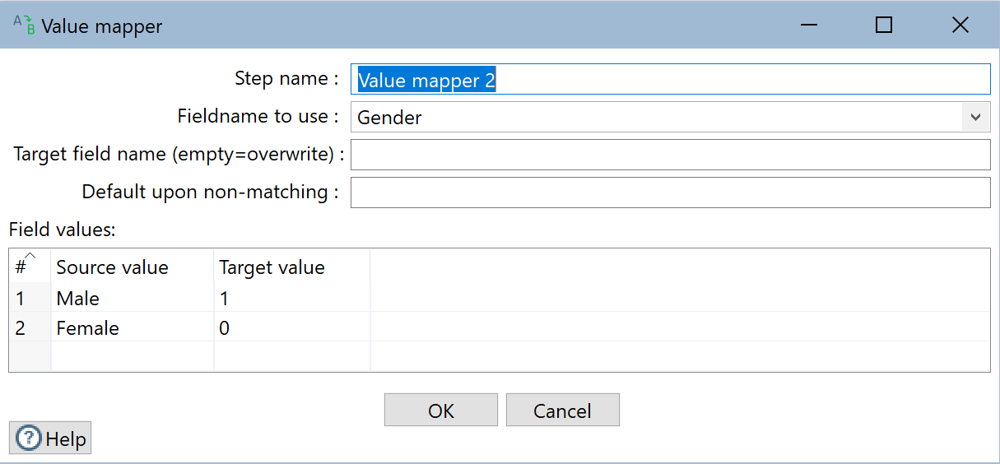 Value mapper
Step name :
Value mapper 2
Fieldname to use :
Gender
Target field name (empty=overwrite) :
Default upon non-matching :
Field values:
# Source value Target value
1 Male 1
2 Female 0
OK Cancel
? Help